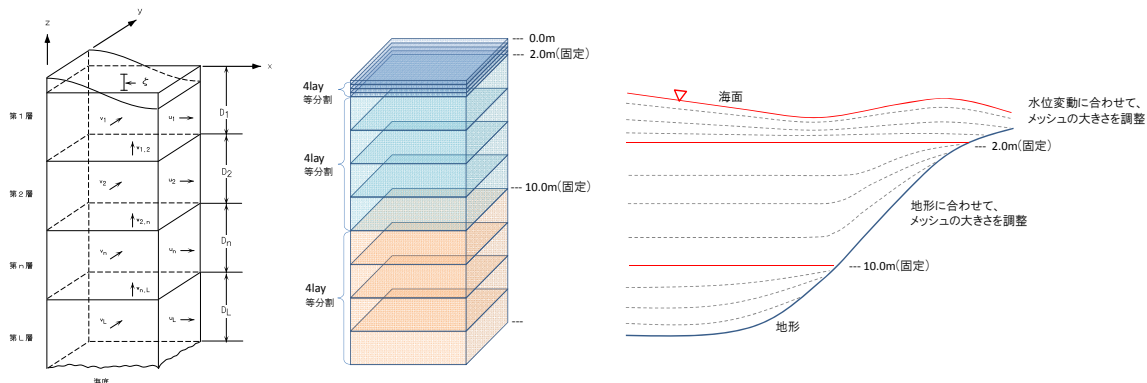 z
y
x
ζ
第1層
v1
u1
D1
v1,2
第2層
v2
u2
D2
v2,n
第n層
vn
un
Dn
vn,L
第L層
vL
uL
DL
海底
--- 0.0m
--- 2.0m(固定)
4lay
等分割
4lay
等分割
--- 10.0m(固定)
4lay
等分割
---
海面
水位変動に合わせて、
メッシュの大きさを調整
--- 2.0m(固定)
地形に合わせて、
メッシュの大きさを調整
--- 10.0m(固定)
地形